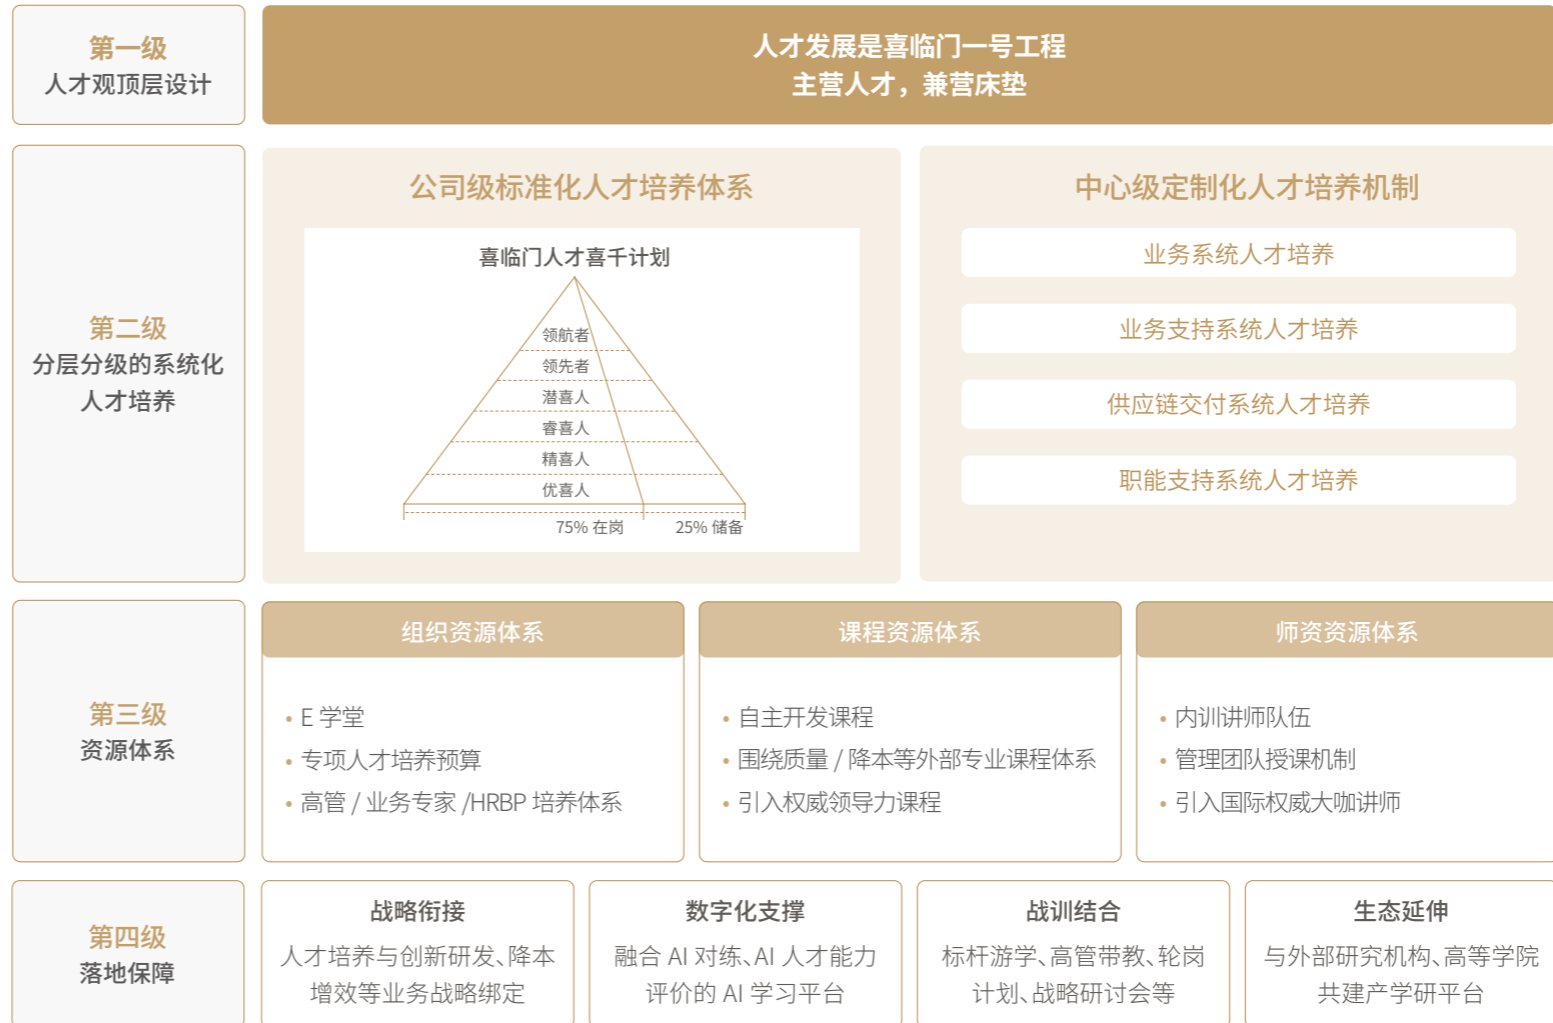 第一级
人才观顶层设计
人才发展是喜临门一号工程
主营人才，兼营床垫
第二级
分层分级的系统化
人才培养
公司级标准化人才培养体系
喜临门人才喜千计划
领航者
领先者
潜喜人
睿喜人
精喜人
优喜人
75% 在岗
25% 储备
中心级定制化人才培养机制
业务系统人才培养
业务支持系统人才培养
供应链交付系统人才培养
职能支持系统人才培养
第三级
资源体系
组织资源体系
• E 学堂
• 专项人才培养预算
• 高管 / 业务专家 /HRBP 培养体系
课程资源体系
• 自主开发课程
• 围绕质量 / 降本等外部专业课程体系
• 引入权威领导力课程
师资资源体系
• 内训讲师队伍
• 管理团队授课机制
• 引入国际权威大咖讲师
第四级
落地保障
战略衔接
人才培养与创新研发、降本
增效等业务战略绑定
数字化支撑
融合 AI 对练、AI 人才能力
评价的 AI 学习平台
战训结合
标杆游学、高管带教、轮岗
计划、战略研讨会等
生态延伸
与外部研究机构、高等学院
共建产学研平台